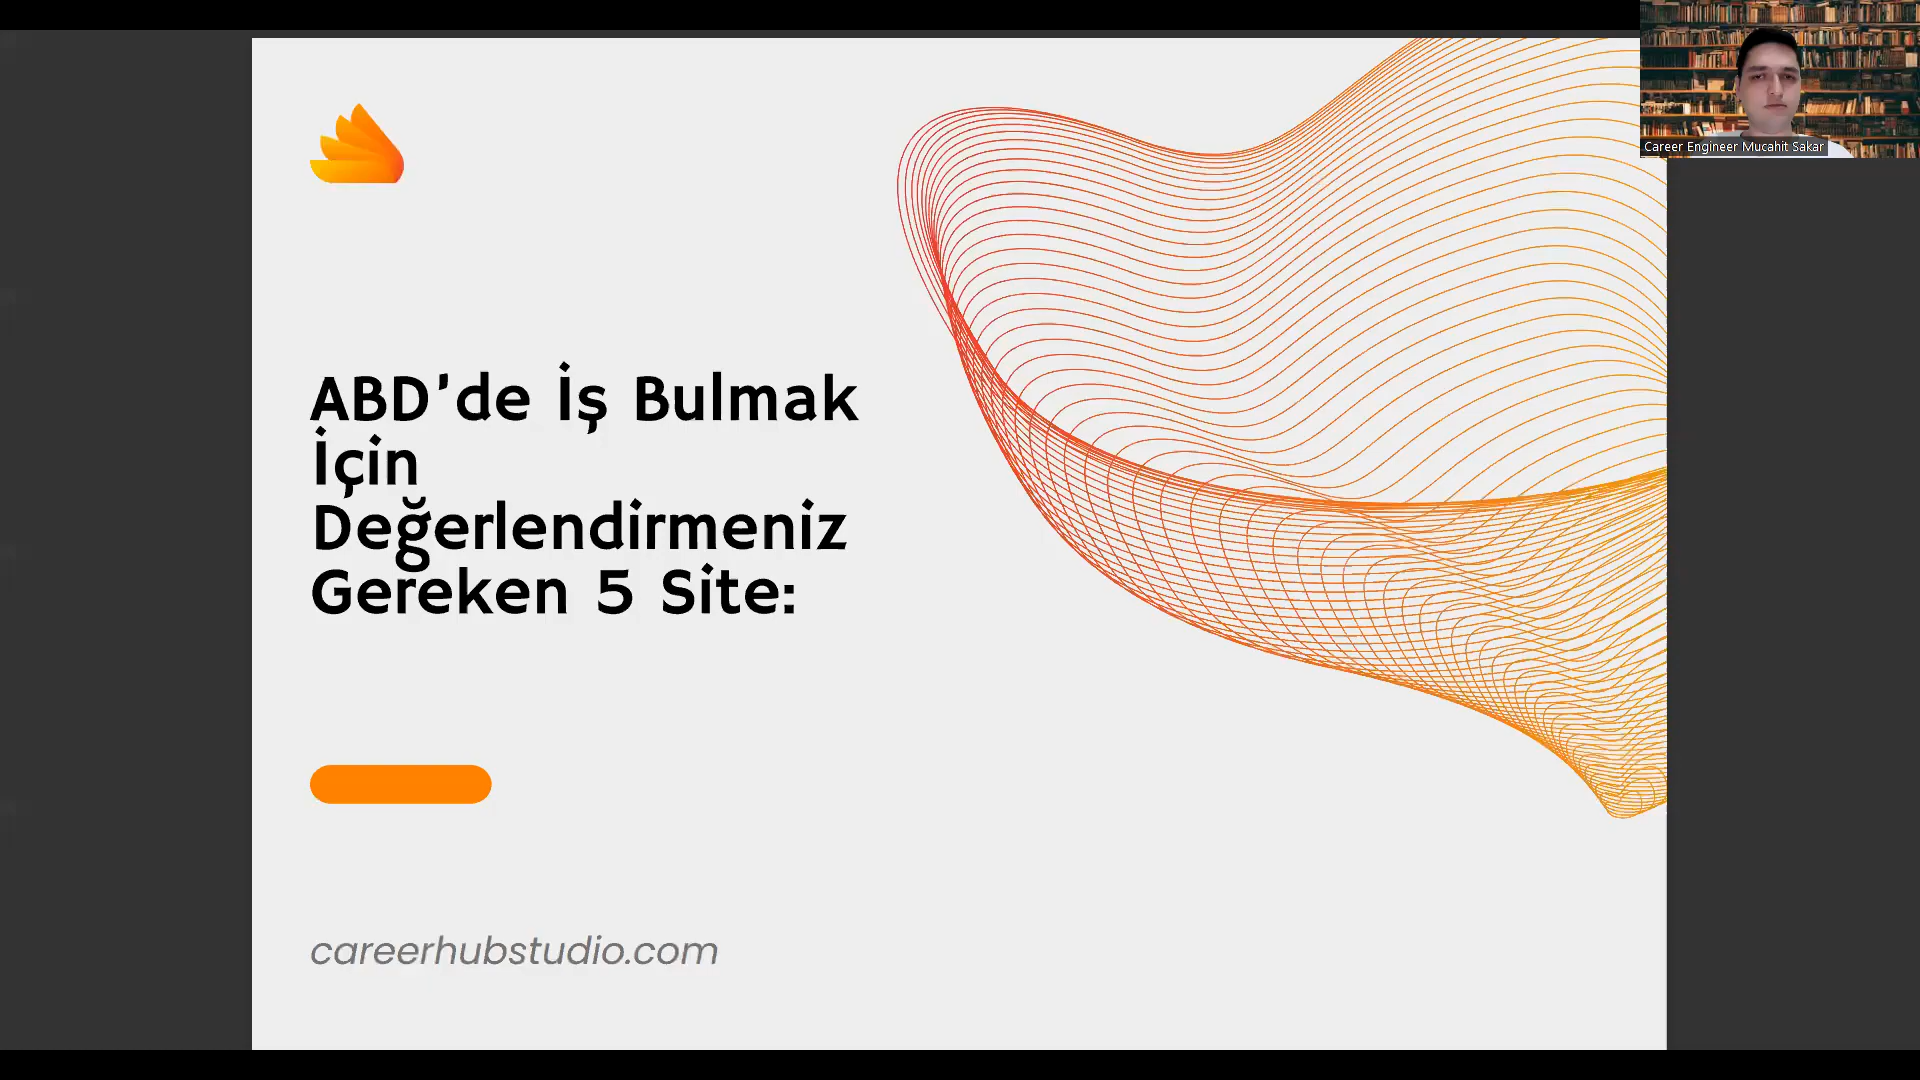 Career Engineer Mucahit Sakar
ABD'de İş Bulmak
İçin
Değerlendirmeniz
Gereken 5 Site:
careerhubstudio.com